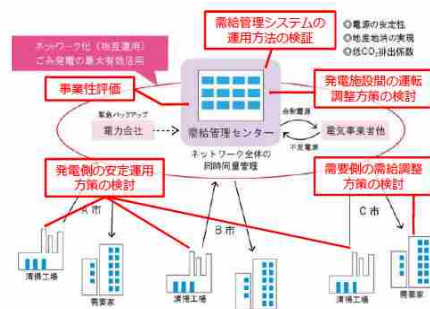 需給管理システムの
運用方法の検証
◎電源の安定性
◎地産地消の実現
◎低CO₂排出係数
ネットワーク化（相互運用）
ごみ発電の最大有効活用
事業性評価
発電施設間の運転
調整方策の検討
緊急バックアップ
電力会社
需給管理センター
余剰電源
電気事業者他
不足電源
ネットワーク全体の
同時同量管理
発電側の安定運用
方策の検討
需要側の需給調整
方策の検討
A市
B市
C市
清掃工場
需要家
清掃工場
清掃工場
需要家